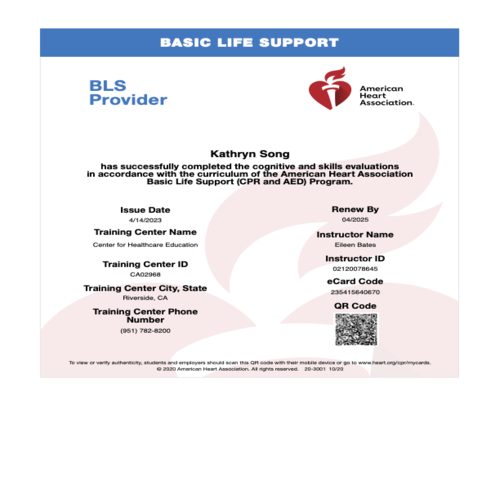 BASIC LIFE SUPPORT
BLS
Provider
American
Heart
Association.
Kathryn Song
has successfully completed the cognitive and skills evaluations
in accordance with the curriculum of the American Heart Association
Basic Life Support (CPR and AED) Program.
Issue Date
4/14/2023
Training Center Name
Center for Healthcare Education
Training Center ID
CA02968
Training Center City, State
Riverside, CA
Training Center Phone
Number
(951) 782-8200
Renew By
04/2025
Instructor Name
Eileen Bates
Instructor ID
02120078645
eCard Code
235415640670
QR Code
To view or verify authenticity, students and employers should scan this QR code with their mobile device or go to www.heart.org/cpr/mycards.
© 2020 American Heart Association. All rights reserved. 20-3001 10/20